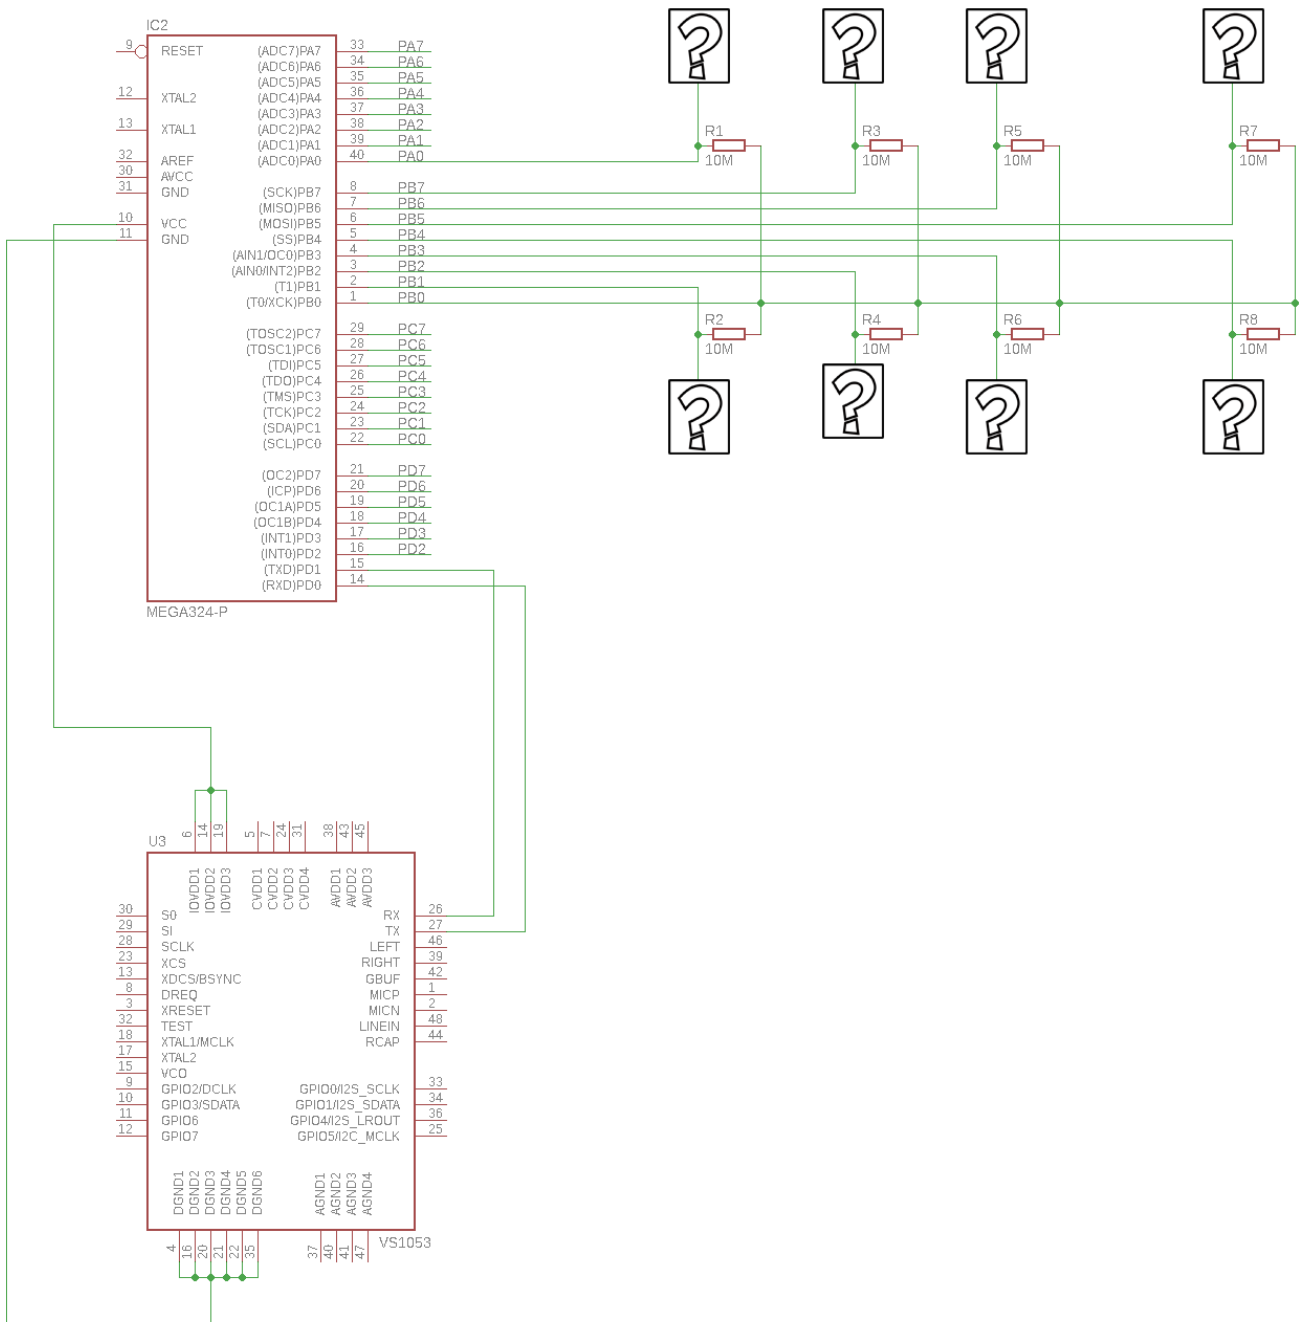 IC2
9 RESET (ADC7)PA7 33 PA7
(ADC6)PA6 34 PA6
(ADC5)PA5 35 PA5
12 XTAL2 (ADC4)PA4 36 PA4
(ADC3)PA3 37 PA3
13 XTAL1 (ADC2)PA2 38 PA2
(ADC1)PA1 39 PA1
32 AREF (ADC0)PA0 40 PA0
30 AVCC
31 GND (SCK)PB7 8 PB7
(MISO)PB6 7 PB6
10 VCC (MOSI)PB5 6 PB5
11 GND (SS)PB4 5 PB4
(AIN1/OC0)PB3 4 PB3
(AIN0/INT2)PB2 3 PB2
(T1)PB1 2 PB1
(T0/XCK)PB0 1 PB0
(TOSC2)PC7 29 PC7
(TOSC1)PC6 28 PC6
(TDI)PC5 27 PC5
(TDO)PC4 26 PC4
(TMS)PC3 25 PC3
(TCK)PC2 24 PC2
(SDA)PC1 23 PC1
(SCL)PC0 22 PC0
(OC2)PD7 21 PD7
(ICP)PD6 20 PD6
(OC1A)PD5 19 PD5
(OC1B)PD4 18 PD4
(INT1)PD3 17 PD3
(INT0)PD2 16 PD2
(TXD)PD1 15
(RXD)PD0 14
MEGA324-P
? ? ? ?
R1 R3 R5 R7
10M 10M 10M 10M
R2 R4 R6 R8
10M 10M 10M 10M
? ? ? ?
U3
6 14 19 5 7 24 31 38 43 45
IOVDD1 IOVDD2 IOVDD3 CVDD1 CVDD2 CVDD3 CVDD4 AVDD1 AVDD2 AVDD3
30 S0 RX 26
29 SI TX 27
28 SCLK LEFT 46
23 XCS RIGHT 39
13 XDCS/BSYNC GBUF 42
8 DREQ MICP 1
3 XRESET MICN 2
32 TEST LINEIN 48
18 XTAL1/MCLK RCAP 44
17 XTAL2
15 VCO
9 GPIO2/DCLK GPIO0/I2S_SCLK 33
10 GPIO3/SDATA GPIO1/I2S_SDATA 34
11 GPIO6 GPIO4/I2S_LROUT 36
12 GPIO7 GPIO5/I2C_MCLK 25
DGND1 DGND2 DGND3 DGND4 DGND5 DGND6 AGND1 AGND2 AGND3 AGND4
4 16 20 21 22 35 37 40 41 47
VS1053